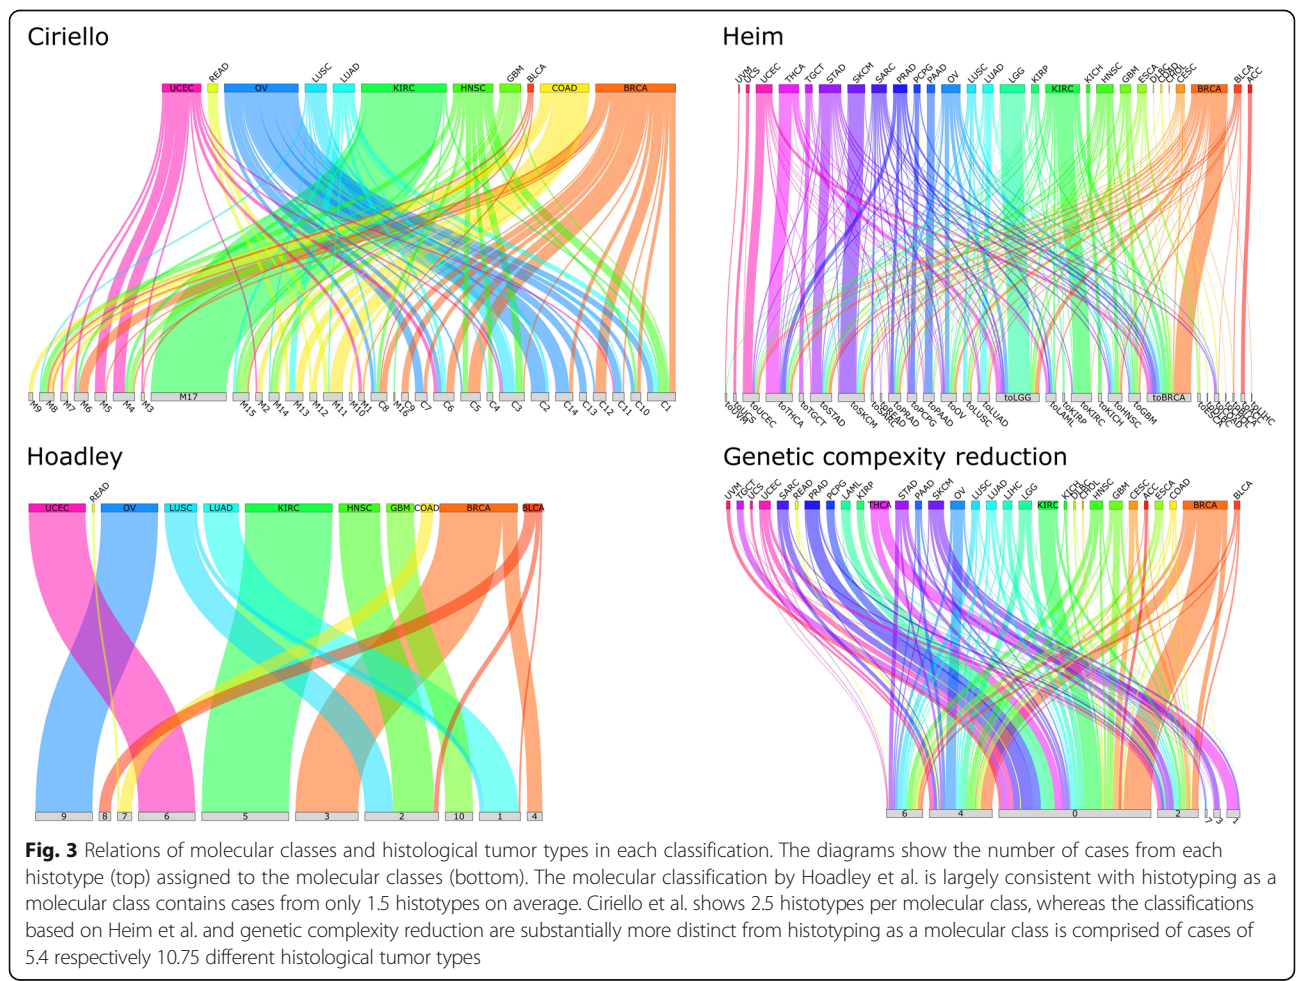 Ciriello
UCEC READ OV LUSC LUAD KIRC HNSC GBM BLCA COAD BRCA
M9 M8 M7 M6 M5 M4 M3 M17 M15 M2 M14 M13 M12 M11 M10 M1 C8 C9 C7 C6 C5 C4 C3 C2 C14 C13 C12 C11 C10 C1
Heim
UVM UCS UCEC THCA TGCT STAD SKCM SARC PRAD PCPG PAAD OV LUSC LUAD LGG KIRP KIRC KICH HNSC GBM ESCA DLBC COAD CHOL CESC BRCA BLCA ACC
toUVM toUCS toUCEC toTHCA toTGCT toSTAD toSKCM toSARC toREAD toPRAD toPCPG toPAAD toOV toLUSC toLUAD toLGG toLAML toKIRP toKIRC toKICH toHNSC toGBM toBRCA toESCA toLIHC
Hoadley
UCEC READ OV LUSC LUAD KIRC HNSC GBM COAD BRCA BLCA
9 8 7 6 5 3 2 10 1 4
Genetic compexity reduction
UVM TGCT UCS UCEC SARC READ PRAD PCPG LAML KIRP THCA STAD PAAD SKCM OV LUSC LUAD LIHC LGG KIRC KICH DLBC CHOL HNSC GBM CESC ACC ESCA COAD BRCA BLCA
6 4 0 2 7 3 1
Fig. 3 Relations of molecular classes and histological tumor types in each classification. The diagrams show the number of cases from each
histotype (top) assigned to the molecular classes (bottom). The molecular classification by Hoadley et al. is largely consistent with histotyping as a
molecular class contains cases from only 1.5 histotypes on average. Ciriello et al. shows 2.5 histotypes per molecular class, whereas the classifications
based on Heim et al. and genetic complexity reduction are substantially more distinct from histotyping as a molecular class is comprised of cases of
5.4 respectively 10.75 different histological tumor types